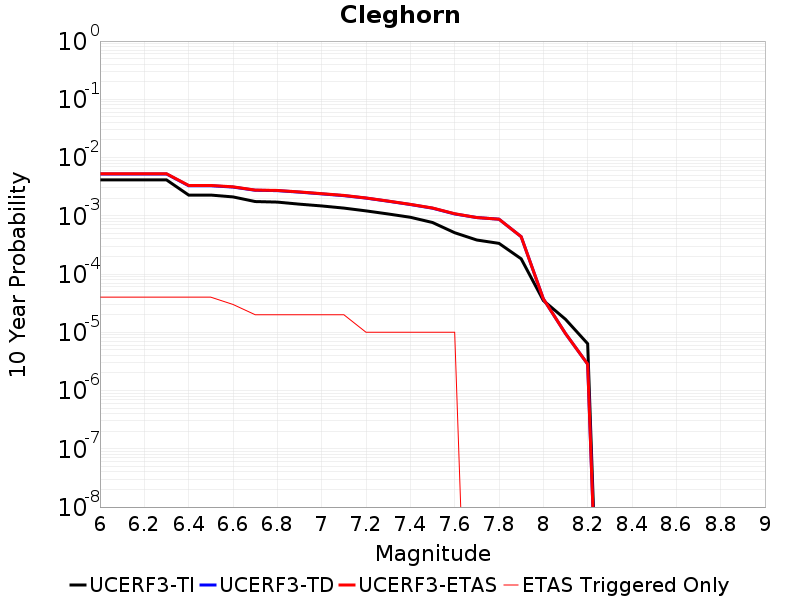 Cleghorn
10^0
10^-1
10^-2
10^-3
10^-4
10^-5
10^-6
10^-7
10^-8
10 Year Probability
6 6.2 6.4 6.6 6.8 7 7.2 7.4 7.6 7.8 8 8.2 8.4 8.6 8.8 9
Magnitude
UCERF3-TI UCERF3-TD UCERF3-ETAS ETAS Triggered Only